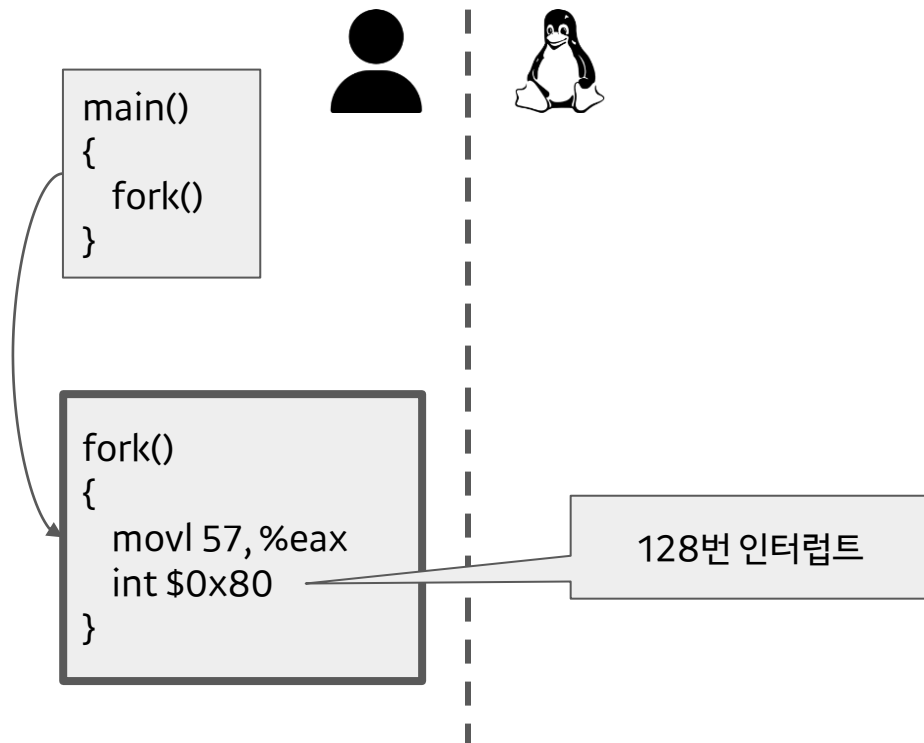 main()
{
fork()
}
fork()
{
movl 57, %eax
int $0x80
}
128번 인터럽트